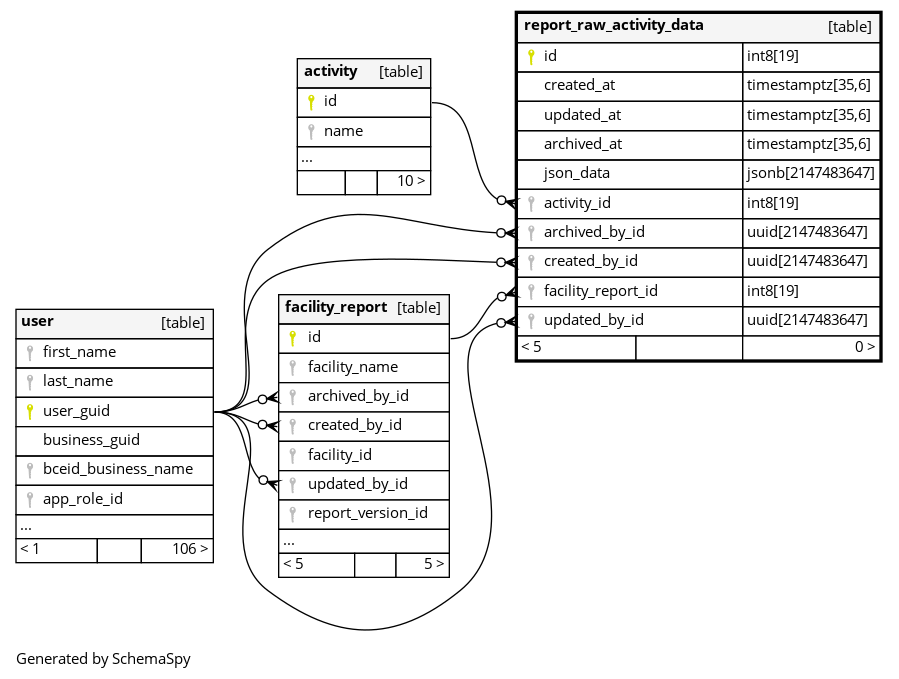 report_raw_activity_data [table]
id int8[19]
created_at timestamptz[35,6]
updated_at timestamptz[35,6]
archived_at timestamptz[35,6]
json_data jsonb[2147483647]
activity_id int8[19]
archived_by_id uuid[2147483647]
created_by_id uuid[2147483647]
facility_report_id int8[19]
updated_by_id uuid[2147483647]
< 5 0 >
activity [table]
id
name
...
10 >
facility_report [table]
id
facility_name
archived_by_id
created_by_id
facility_id
updated_by_id
report_version_id
...
< 5 5 >
user [table]
first_name
last_name
user_guid
business_guid
bceid_business_name
app_role_id
...
< 1 106 >
Generated by SchemaSpy